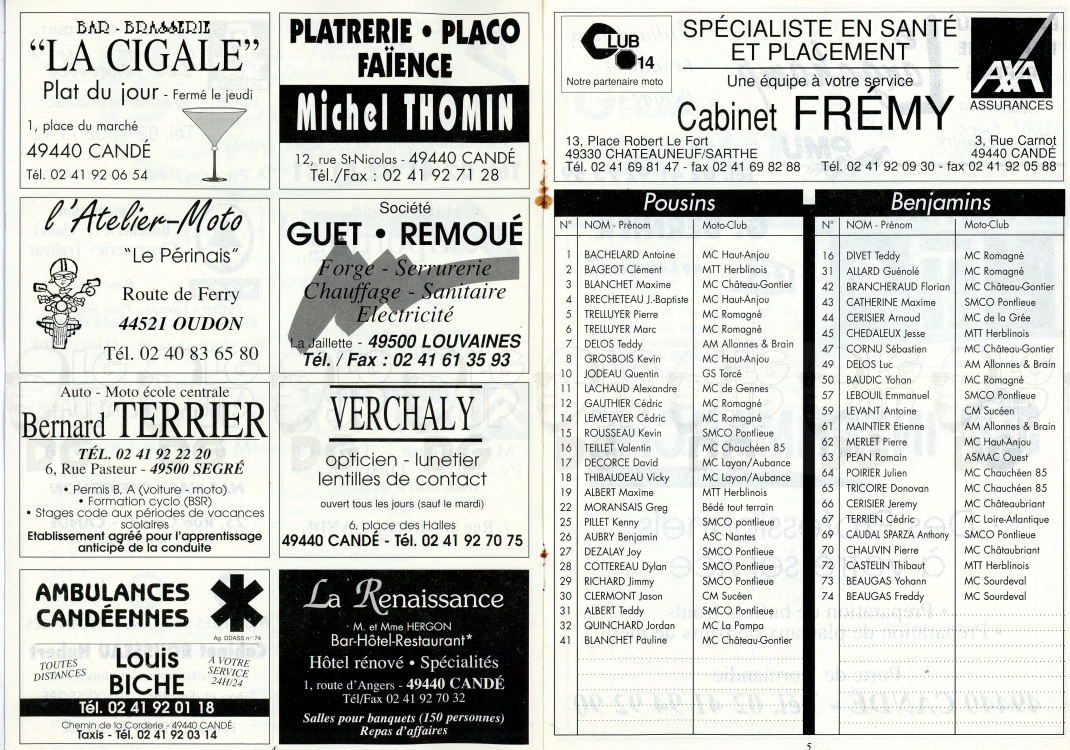 BAR - BRASSERIE
"LA CIGALE"
Plat du jour - Fermé le jeudi
1, place du marché
49440 CANDÉ
Tél. 02 41 92 06 54
PLATRERIE • PLACO
FAÏENCE
Michel THOMIN
12, rue St-Nicolas - 49440 CANDÉ
Tél./Fax : 02 41 92 71 28
l'Atelier-Moto
"Le Périnais"
Route de Ferry
44521 OUDON
Tél. 02 40 83 65 80
Société
GUET • REMOUÉ
Forge - Serrurerie
Chauffage - Sanitaire
Electricité
La Jaillette - 49500 LOUVAINES
Tél. / Fax : 02 41 61 35 93
Auto - Moto école centrale
Bernard TERRIER
TÉL. 02 41 92 22 20
6, Rue Pasteur - 49500 SEGRÉ
• Permis B, A (voiture - moto)
• Formation cyclo (BSR)
• Stages code aux périodes de vacances
scolaires
Etablissement agréé pour l'apprentissage
anticipé de la conduite
VERCHALY
opticien - lunetier
lentilles de contact
ouvert tous les jours (sauf le mardi)
6, place des Halles
49440 CANDÉ - Tél. 02 41 92 70 75
AMBULANCES
CANDÉENNES
Ag. DDASS n° 74
TOUTES
DISTANCES
Louis
BICHE
A VOTRE
SERVICE
24H/24
Tél. 02 41 92 01 18
Chemin de la Corderie - 49440 CANDÉ
Taxis - Tél. 02 41 92 03 14
La Renaissance
M. et Mme HERGON
Bar-Hôtel-Restaurant*
Hôtel rénové • Spécialités
1, route d'Angers - 49440 CANDÉ
Tél/Fax 02 41 92 70 32
Salles pour banquets (150 personnes)
Repas d'affaires
4
CLUB
14
Notre partenaire moto
SPÉCIALISTE EN SANTÉ
ET PLACEMENT
Une équipe à votre service
Cabinet FRÉMY
AXA
ASSURANCES
13, Place Robert Le Fort
49330 CHATEAUNEUF/SARTHE
Tél. 02 41 69 81 47 - fax 02 41 69 82 88
3, Rue Carnot
49440 CANDÉ
Tél. 02 41 92 09 30 - fax 02 41 92 05 88
Pousins
N° NOM - Prénom Moto-Club
1 BACHELARD Antoine MC Haut-Anjou
2 BAGEOT Clément MTT Herblinois
3 BLANCHET Maxime MC Château-Gontier
4 BRECHETEAU J.-Baptiste MC Haut-Anjou
5 TRELLUYER Pierre MC Romagné
6 TRELLUYER Marc MC Romagné
7 DELOS Teddy AM Allonnes & Brain
8 GROSBOIS Kevin MC Haut-Anjou
10 JODEAU Quentin GS Torcé
11 LACHAUD Alexandre MC de Gennes
12 GAUTHIER Cédric MC Romagné
14 LEMETAYER Cédric MC Romagné
15 ROUSSEAU Kevin SMCO Pontlieue
16 TEILLET Valentin MC Chauchéen 85
17 DECORCE David MC Layon/Aubance
18 THIBAUDEAU Vicky MC Layon/Aubance
19 ALBERT Maxime MTT Herblinois
22 MORANSAIS Greg Bédé tout terrain
25 PILLET Kenny SMCO pontlieue
26 AUBRY Benjamin ASC Nantes
27 DEZALAY Joy SMCO Pontlieue
28 COTTEREAU Dylan SMCO Pontlieue
29 RICHARD Jimmy SMCO Pontlieue
30 CLERMONT Jason CM Sucéen
31 ALBERT Teddy SMCO Pontlieue
32 QUINCHARD Jordan MC La Pampa
41 BLANCHET Pauline MC Château-Gontier
Benjamins
N° NOM - Prénom Moto-Club
16 DIVET Teddy MC Romagné
31 ALLARD Guénolé MC Romagné
42 BRANCHERAUD Florian MC Château-Gontier
43 CATHERINE Maxime SMCO Pontlieue
44 CERISIER Arnaud MC de la Grée
45 CHEDALEUX Jesse MTT Herblinois
47 CORNU Sébastien MC Château-Gontier
49 DELOS Luc AM Allonnes & Brain
50 BAUDIC Yohan MC Romagné
57 LEBOUIL Emmanuel SMCO Pontlieue
59 LEVANT Antoine CM Sucéen
61 MAINTIER Etienne AM Allonnes & Brain
62 MERLET Pierre MC Haut-Anjou
63 PEAN Romain ASMAC Ouest
64 POIRIER Julien MC Chauchéen 85
65 TRICOIRE Donovan MC Chauchéen 85
66 CERISIER Jeremy MC Châteaubriant
67 TERRIEN Cédric MC Loire-Atlantique
69 CAUDAL SPARZA Anthony SMCO Pontlieue
70 CHAUVIN Pierre MC Châtaubriant
72 CASTELIN Thibaut MTT Herblinois
73 BEAUGAS Yohann MC Sourdeval
74 BEAUGAS Freddy MC Sourdeval
5